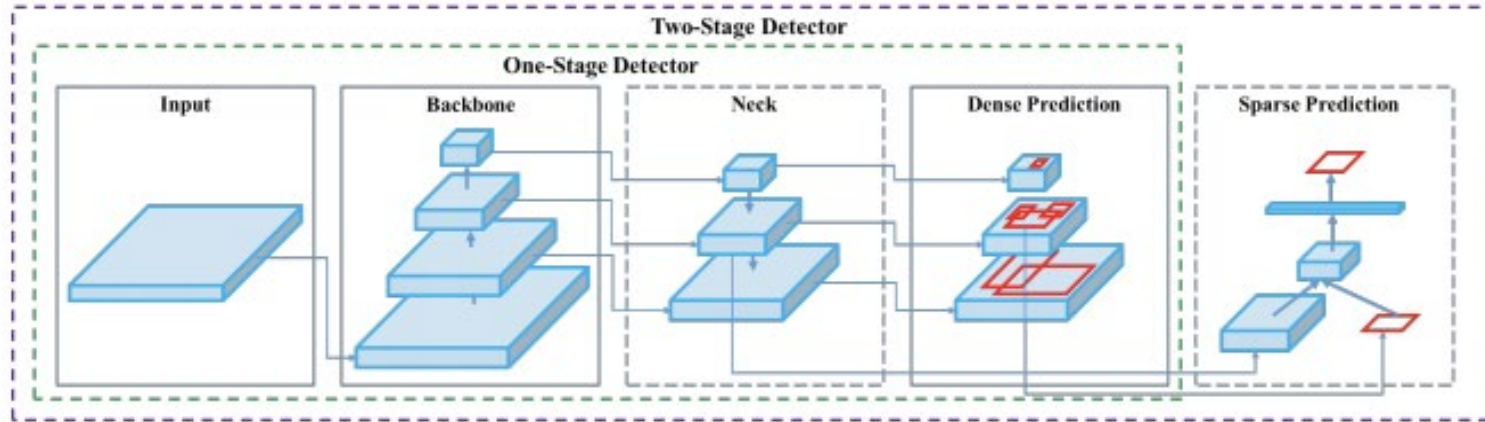 Two-Stage Detector
One-Stage Detector
Input
Backbone
Neck
Dense Prediction
Sparse Prediction